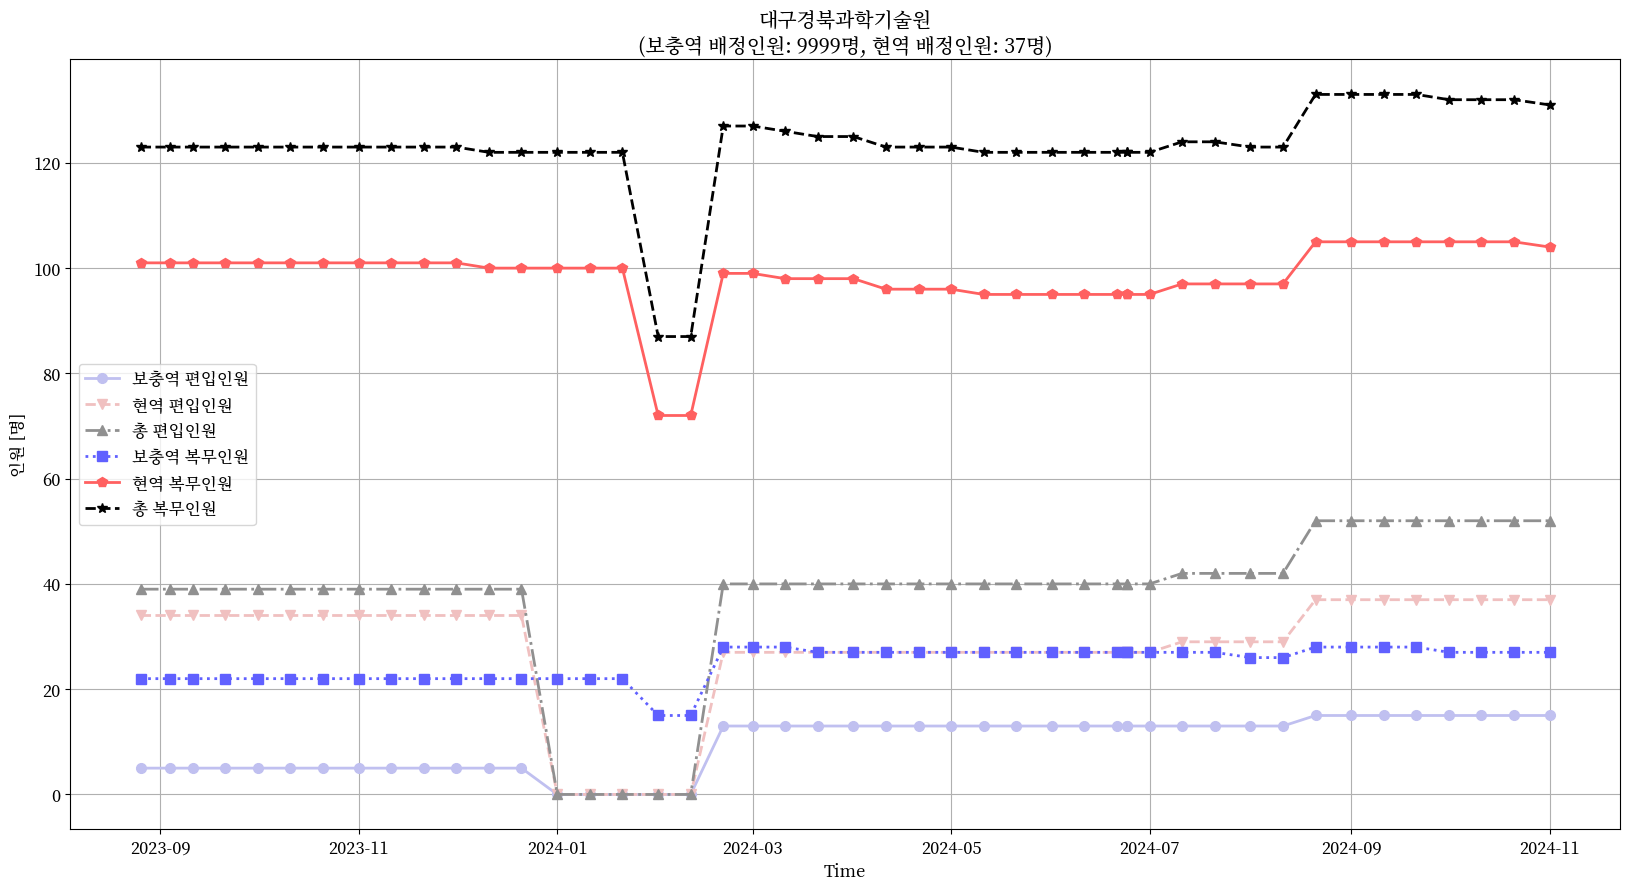 대구경북과학기술원
(보충역 배정인원: 9999명, 현역 배정인원: 37명)
인원 [명]
120
100
80
60
40
20
0
보충역 편입인원
현역 편입인원
총 편입인원
보충역 복무인원
현역 복무인원
총 복무인원
2023-09
2023-11
2024-01
2024-03
2024-05
2024-07
2024-09
2024-11
Time